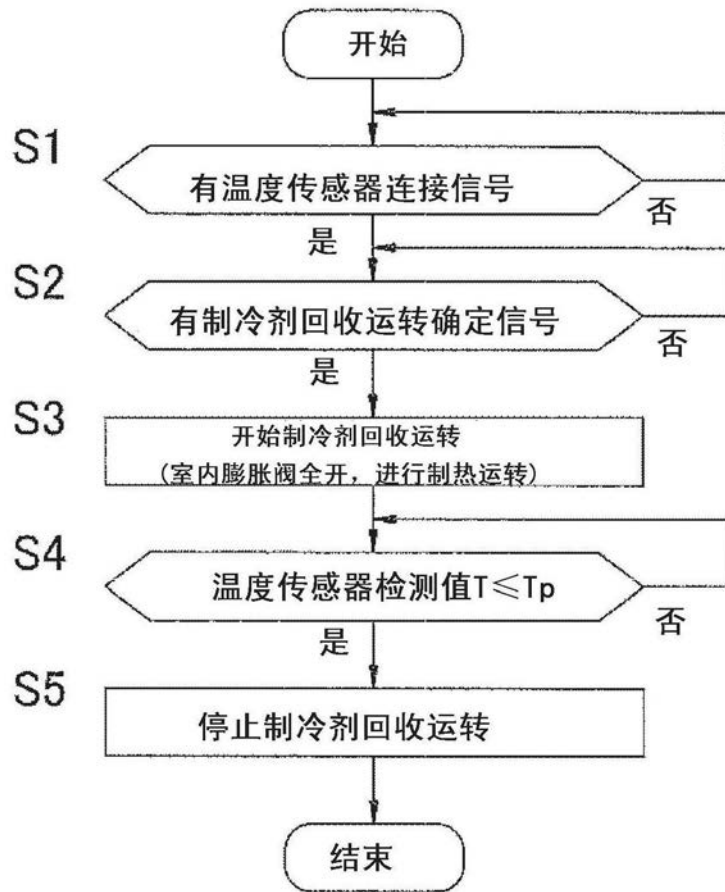 开始
S1
有温度传感器连接信号
否
是
S2
有制冷剂回收运转确定信号
否
是
S3
开始制冷剂回收运转
(室内膨胀阀全开，进行制热运转)
S4
温度传感器检测值T≤Tp
否
是
S5
停止制冷剂回收运转
结束